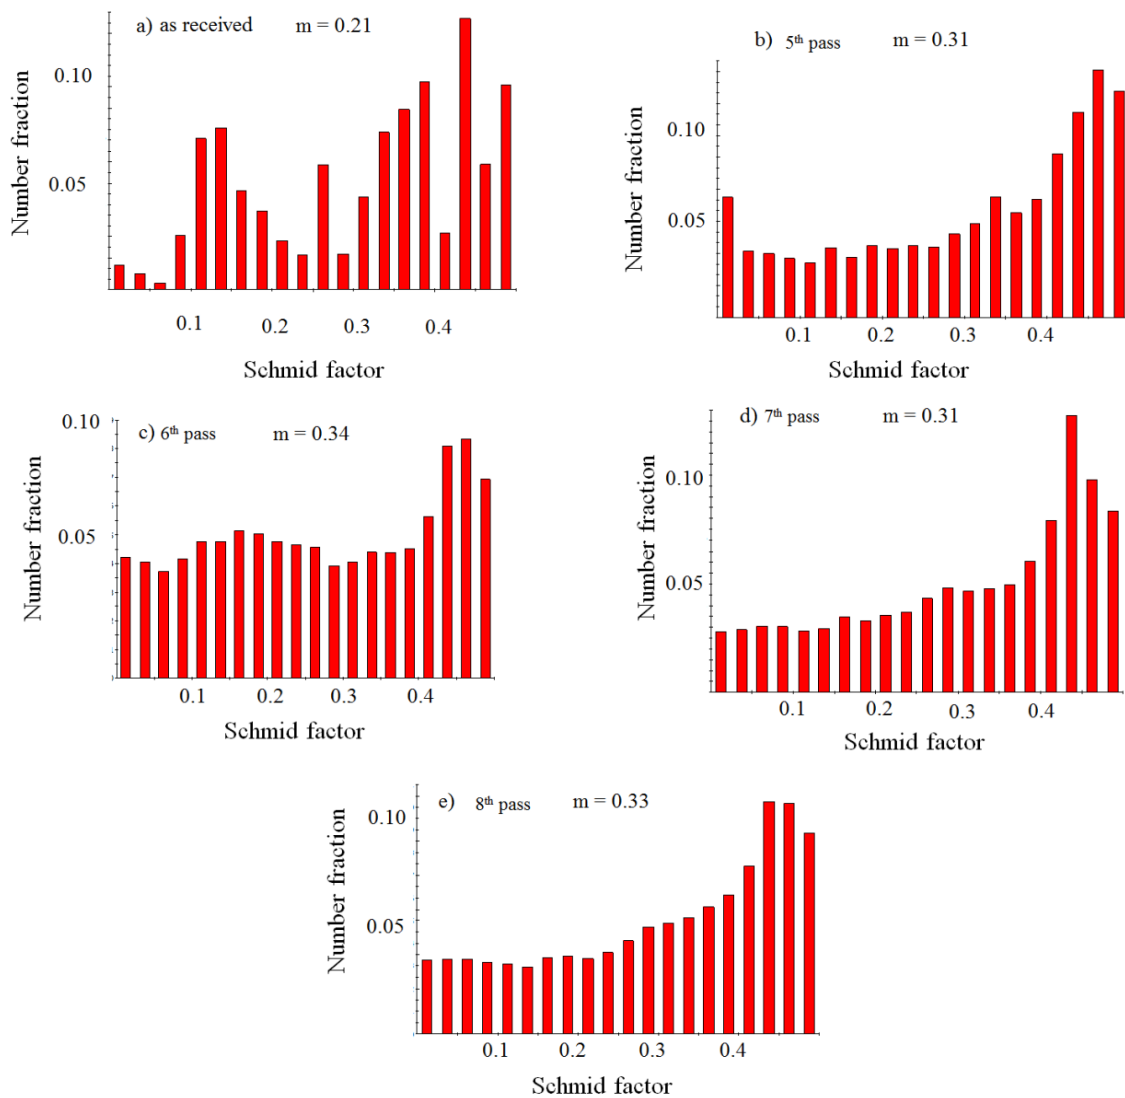 a) as received m = 0.21
0.10
0.05
Number fraction
0.1 0.2 0.3 0.4
Schmid factor
b) 5th pass m = 0.31
0.10
0.05
Number fraction
0.1 0.2 0.3 0.4
Schmid factor
c) 6th pass m = 0.34
0.10
0.05
Number fraction
0.1 0.2 0.3 0.4
Schmid factor
d) 7th pass m = 0.31
0.10
0.05
Number fraction
0.1 0.2 0.3 0.4
Schmid factor
e) 8th pass m = 0.33
0.10
0.05
Number fraction
0.1 0.2 0.3 0.4
Schmid factor